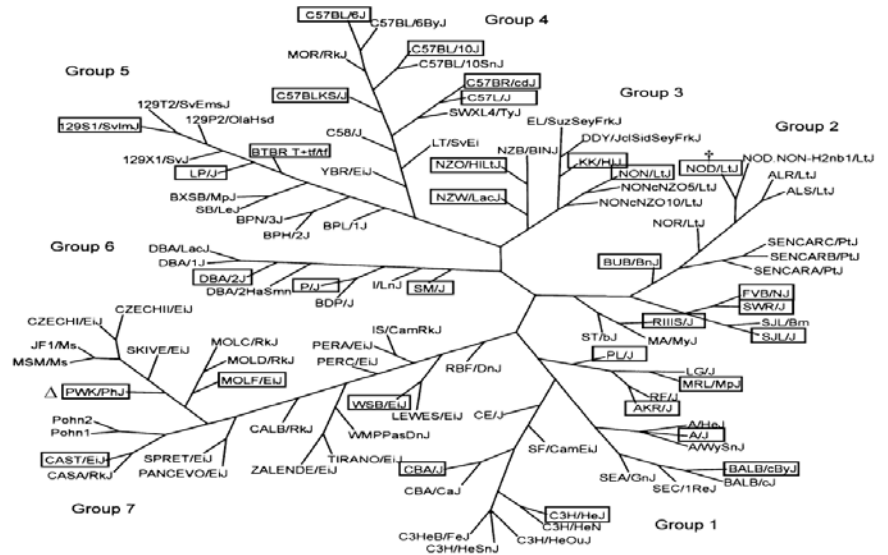 Group 4
C57BL/6J
C57BL/6ByJ
MOR/RkJ
C57BL/10J
C57BL/10SnJ
C57BR/cdJ
C57BLKS/J
C57L/J
SWXL4/TyJ
C58/J
LT/SvEi
YBR/EiJ
Group 5
129T2/SvEmsJ
129P2/OlaHsd
129S1/SvImJ
129X1/SvJ
BTBR T+tf/tf
LP/J
BXSB/MpJ
SB/LeJ
BPN/3J
BPH/2J
BPL/1J
Group 3
EL/SuzSeyFrkJ
DDY/JclSidSeyFrkJ
NZB/BINJ
NZO/HILtJ
KK/HIJ
NON/LtJ
NZW/LacJ
NONcNZO5/LtJ
NONcNZO10/LtJ
Group 2
†
NOD/LtJ
NOD.NON-H2nb1/LtJ
ALR/LtJ
ALS/LtJ
NOR/LtJ
SENCARC/PtJ
SENCARB/PtJ
SENCARA/PtJ
BUB/BnJ
FVB/NJ
SWR/J
SJL/Bm
SJL/J
RIIIS/J
ST/bJ
MA/MyJ
Group 6
DBA/LacJ
DBA/1J
DBA/2J
DBA/2HaSmn
P/J
BDP/J
I/LnJ
SM/J
CZECHII/EiJ
CZECHI/EiJ
JF1/Ms
MSM/Ms
SKIVE/EiJ
MOLC/RkJ
MOLD/RkJ
MOLF/EiJ
Δ PWK/PhJ
Pohn2
Pohn1
CAST/EiJ
CASA/RkJ
SPRET/EiJ
PANCEVO/EiJ
CALB/RkJ
ZALENDE/EiJ
TIRANO/EiJ
WMPPasDnJ
IS/CamRkJ
PERA/EiJ
PERC/EiJ
WSB/EiJ
LEWES/EiJ
RBF/DnJ
Group 7
PL/J
LG/J
MRL/MpJ
RF/J
AKR/J
A/HeJ
A/J
A/WySnJ
BALB/cByJ
BALB/cJ
SEC/1ReJ
SEA/GnJ
CE/J
SF/CamEiJ
CBA/J
CBA/CaJ
C3H/HeJ
C3H/HeN
C3H/HeOuJ
C3HeB/FeJ
C3H/HeSnJ
Group 1